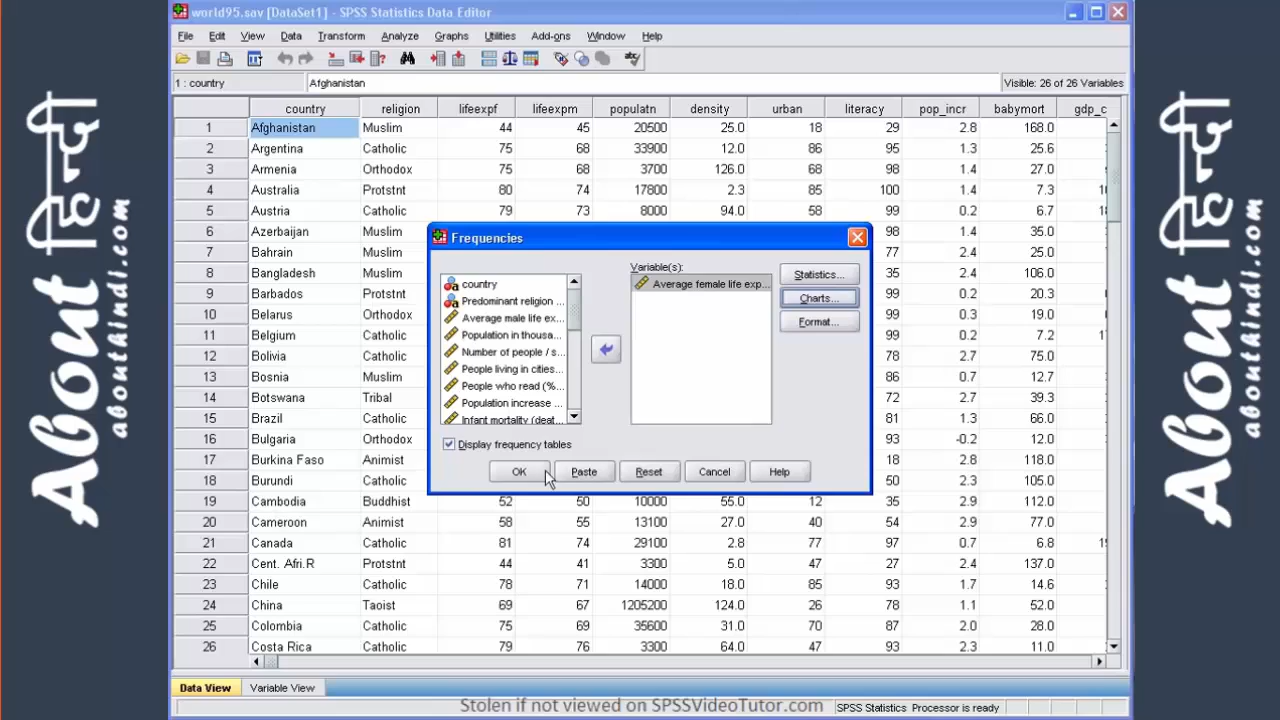 world95.sav [DataSet1] - SPSS Statistics Data Editor
File Edit View Data Transform Analyze Graphs Utilities Add-ons Window Help
1 : country Afghanistan Visible: 26 of 26 Variables
country religion lifeexpf lifeexpm populatn density urban literacy pop_incr babymort gdp_c
1 Afghanistan Muslim 44 45 20500 25.0 18 29 2.8 168.0
2 Argentina Catholic 75 68 33900 12.0 86 95 1.3 25.6
3 Armenia Orthodox 75 68 3700 126.0 68 98 1.4 27.0
4 Australia Protstnt 80 74 17800 2.3 85 100 1.4 7.3
5 Austria Catholic 79 73 8000 94.0 58 99 0.2 6.7
6 Azerbaijan Muslim 98 1.4 35.0
7 Bahrain Muslim 77 2.4 25.0
8 Bangladesh Muslim 35 2.4 106.0
9 Barbados Protstnt 99 0.2 20.3
10 Belarus Orthodox 99 0.3 19.0
11 Belgium Catholic 99 0.2 7.2
12 Bolivia Catholic 78 2.7 75.0
13 Bosnia Muslim 86 0.7 12.7
14 Botswana Tribal 72 2.7 39.3
15 Brazil Catholic 81 1.3 66.0
16 Bulgaria Orthodox 93 -0.2 12.0
17 Burkina Faso Animist 18 2.8 118.0
18 Burundi Catholic 50 2.3 105.0
19 Cambodia Buddhist 52 50 10000 55.0 12 35 2.9 112.0
20 Cameroon Animist 58 55 13100 27.0 40 54 2.9 77.0
21 Canada Catholic 81 74 29100 2.8 77 97 0.7 6.8
22 Cent. Afri.R Protstnt 44 41 3300 5.0 47 27 2.4 137.0
23 Chile Catholic 78 71 14000 18.0 85 93 1.7 14.6
24 China Taoist 69 67 1205200 124.0 26 78 1.1 52.0
25 Colombia Catholic 75 69 35600 31.0 70 87 2.0 28.0
26 Costa Rica Catholic 79 76 3300 64.0 47 93 2.3 11.0
Frequencies
Variable(s):
country
Predominant religion ...
Average male life ex...
Population in thousa...
Number of people / s...
People living in cities...
People who read (%...
Population increase ...
Infant mortality (deat...
Average female life exp...
Statistics...
Charts...
Format...
Display frequency tables
OK Paste Reset Cancel Help
Data View Variable View
Stolen if not viewed on SPSSVideoTutor.com
SPSS Statistics Processor is ready
About हिन्दी
abouthindi.com
About हिन्दी
abouthindi.com